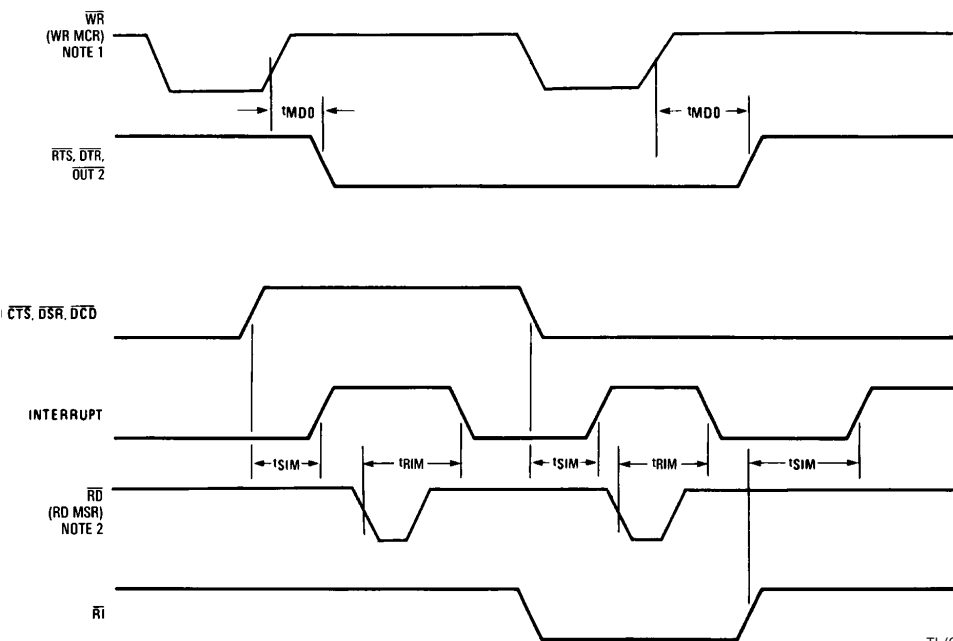 WR
(WR MCR)
NOTE 1
tMDO
tMDO
RTS, DTR,
OUT 2
CTS, DSR, DCD
INTERRUPT
tSIM
tRIM
tSIM
tRIM
tSIM
RD
(RD MSR)
NOTE 2
RI